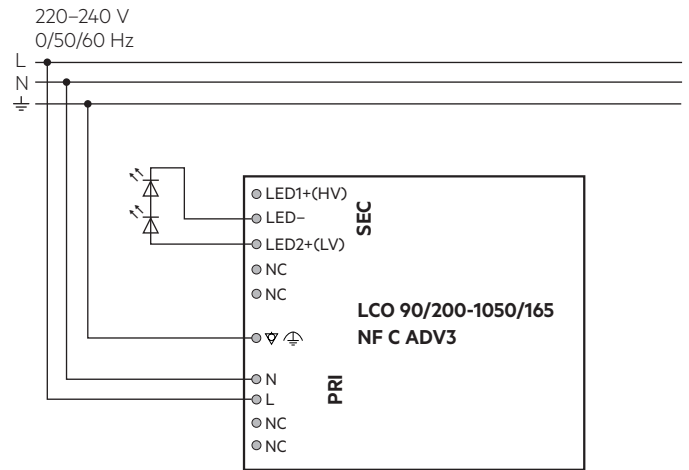 220–240 V
0/50/60 Hz
L
N
LED1+(HV)
LED–
SEC
LED2+(LV)
NC
NC
LCO 90/200-1050/165
NF C ADV3
N
PRI
L
NC
NC